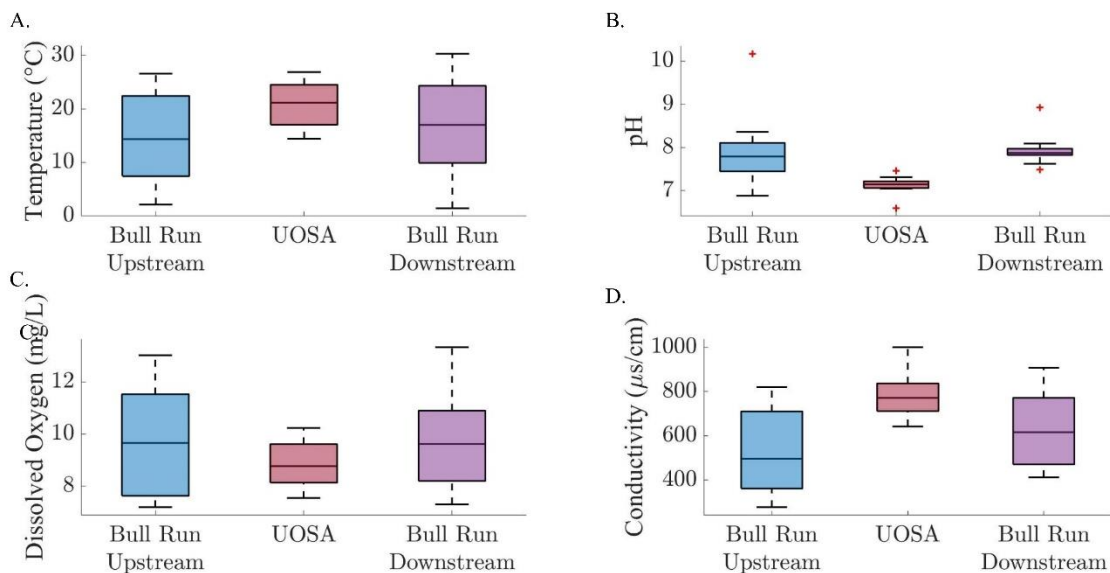 A.
Temperature (°C)
30
20
10
0
Bull Run
Upstream
UOSA
Bull Run
Downstream
B.
pH
10
9
8
7
Bull Run
Upstream
UOSA
Bull Run
Downstream
C.
C
Dissolved Oxygen (mg/L)
12
10
8
Bull Run
Upstream
UOSA
Bull Run
Downstream
D.
Conductivity (μs/cm)
1000
800
600
400
Bull Run
Upstream
UOSA
Bull Run
Downstream